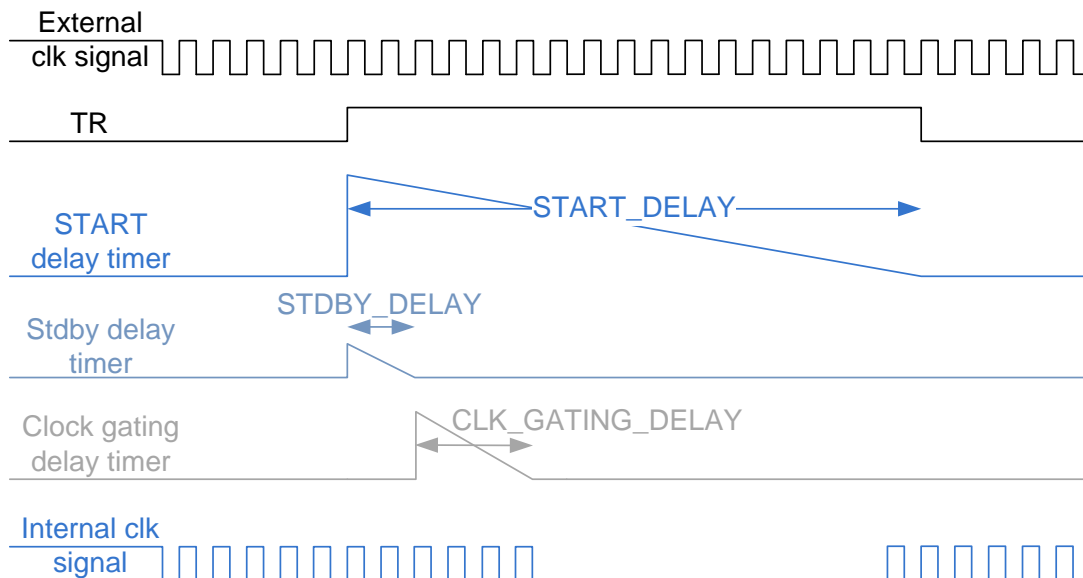 External
clk signal
TR
START_DELAY
START
delay timer
STDBY_DELAY
Stdby delay
timer
CLK_GATING_DELAY
Clock gating
delay timer
Internal clk
signal